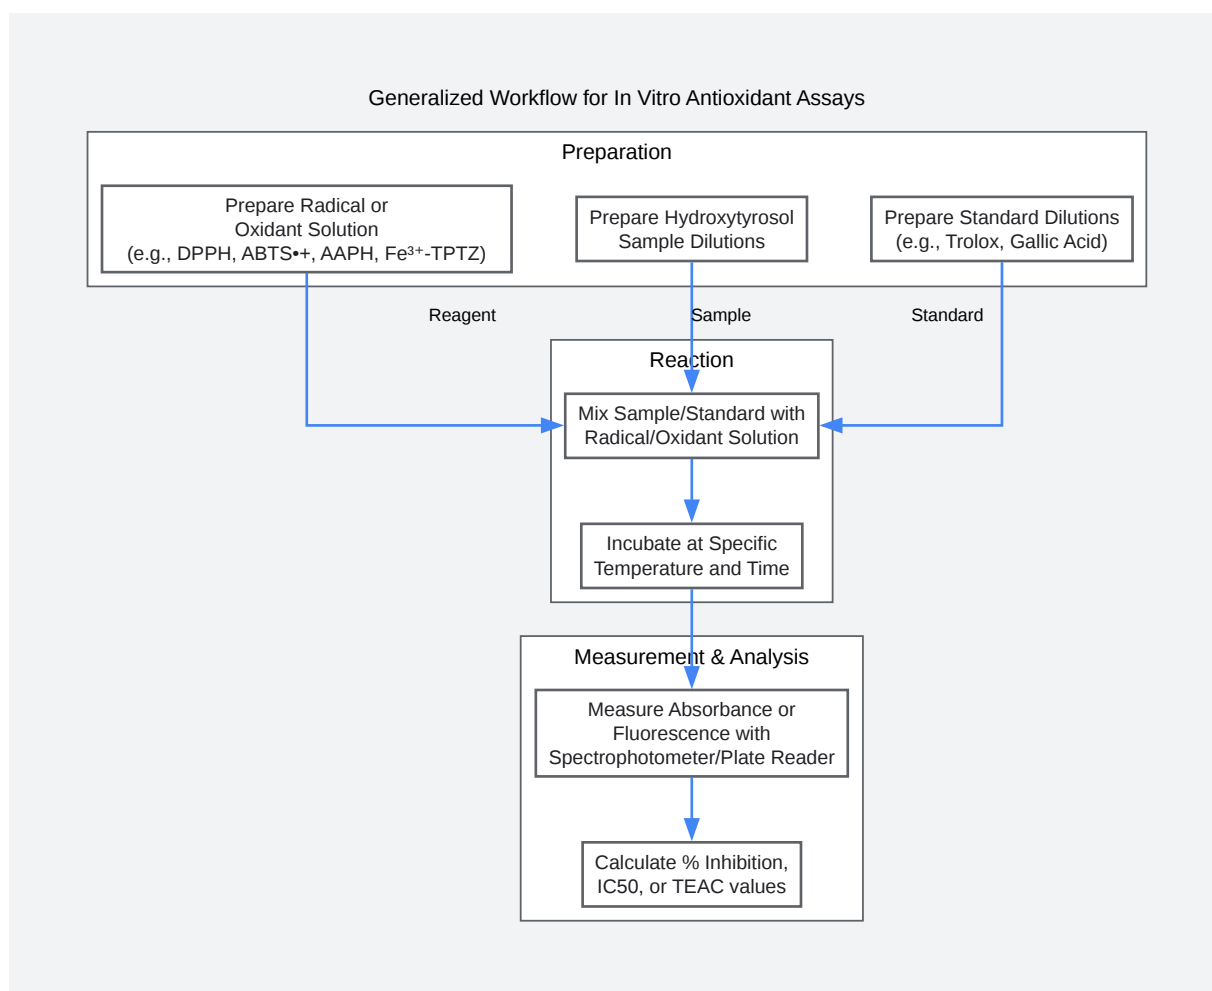 Generalized Workflow for In Vitro Antioxidant Assays
Preparation
Prepare Radical or
Oxidant Solution
(e.g., DPPH, ABTS•+, AAPH, Fe³⁺-TPTZ)
Prepare Hydroxytyrosol
Sample Dilutions
Prepare Standard Dilutions
(e.g., Trolox, Gallic Acid)
Reagent
Sample
Standard
Reaction
Mix Sample/Standard with
Radical/Oxidant Solution
Incubate at Specific
Temperature and Time
Measurement & Analysis
Measure Absorbance or
Fluorescence with
Spectrophotometer/Plate Reader
Calculate % Inhibition,
IC50, or TEAC values